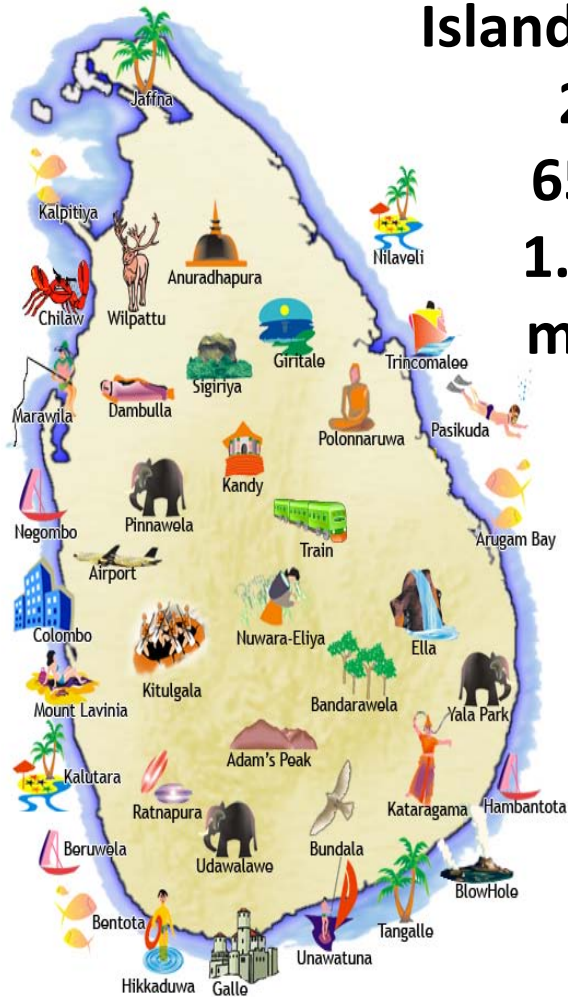 Island
2
65
1.
m
Jaffna
Kalpitiya
Nilaveli
Anuradhapura
Chilaw
Wilpattu
Giritale
Trincomalee
Sigiriya
Marawila
Dambulla
Polonnaruwa
Pasikuda
Kandy
Negombo
Pinnawela
Train
Arugam Bay
Airport
Colombo
Nuwara-Eliya
Ella
Kitulgala
Bandarawela
Mount Lavinia
Yala Park
Adam's Peak
Kalutara
Ratnapura
Kataragama
Hambantota
Beruwela
Udawalawe
Bundala
BlowHole
Bentota
Tangalle
Unawatuna
Hikkaduwa
Galle